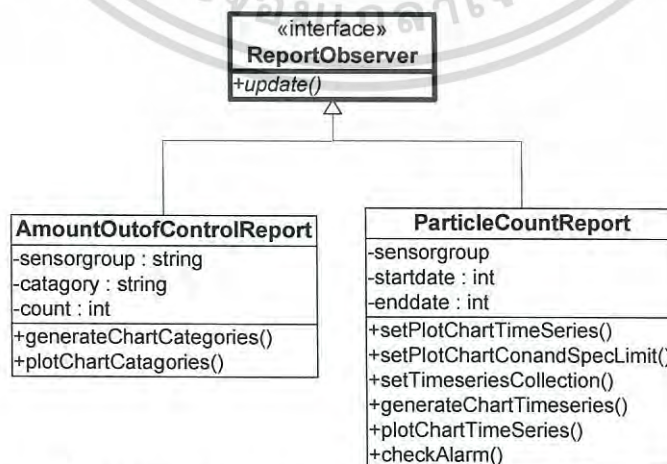 «interface»
ReportObserver
+update()
AmountOutofControlReport
-sensorgroup : string
-catagory : string
-count : int
+generateChartCategories()
+plotChartCatagories()
ParticleCountReport
-sensorgroup
-startdate : int
-enddate : int
+setPlotChartTimeSeries()
+setPlotChartConandSpecLimit()
+setTimeseriesCollection()
+generateChartTimeseries()
+plotChartTimeSeries()
+checkAlarm()